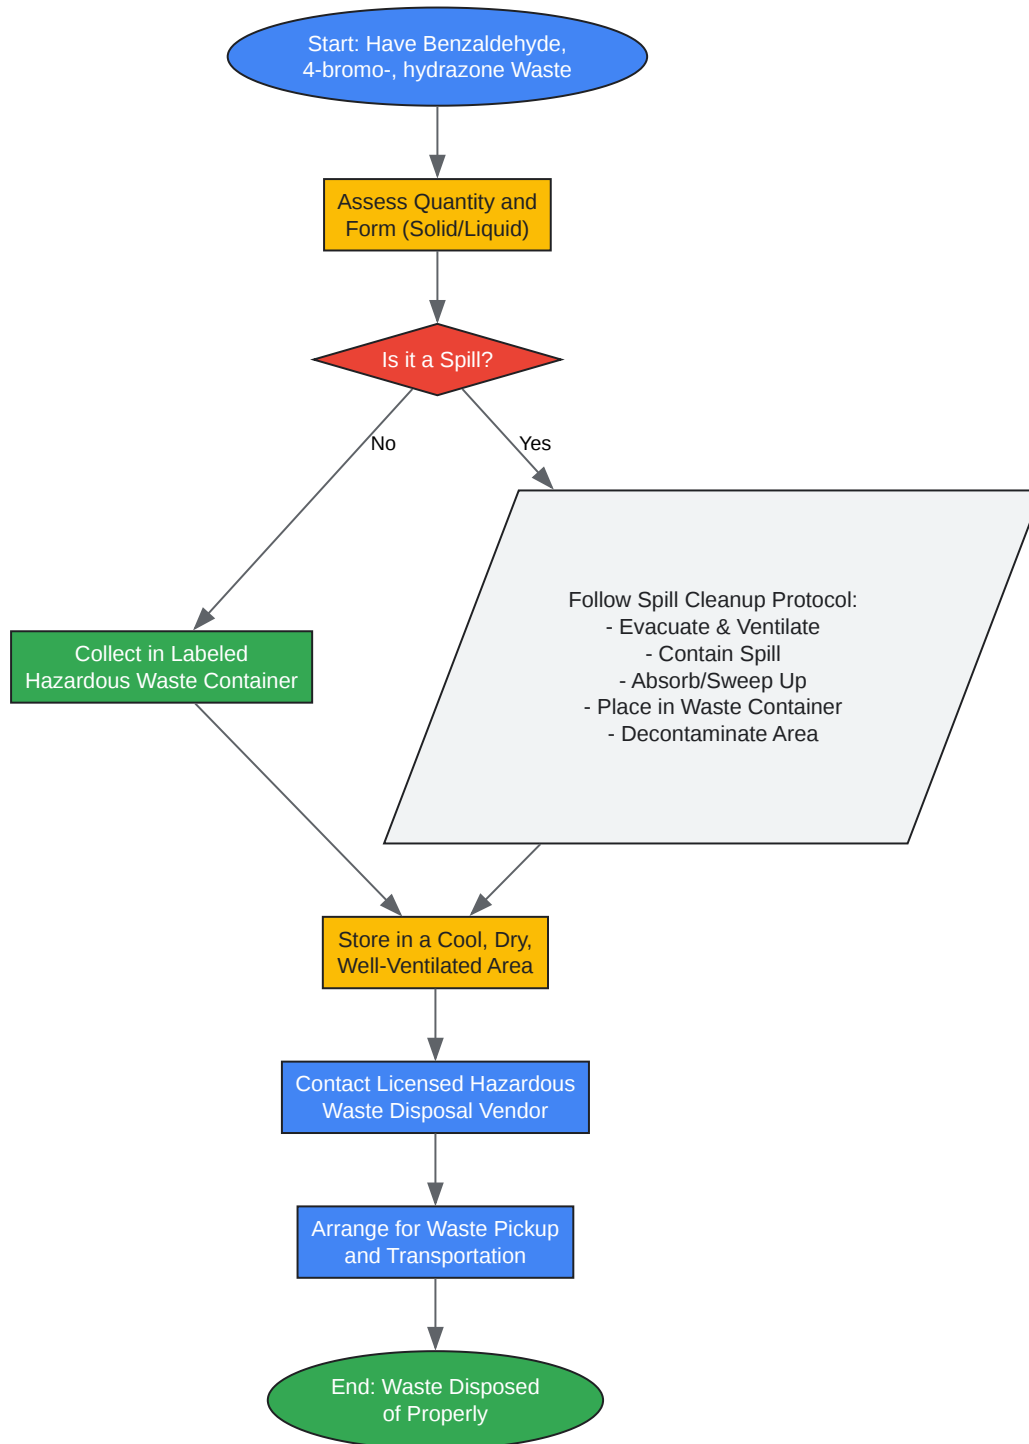 Start: Have Benzaldehyde,
4-bromo-, hydrazone Waste
Assess Quantity and
Form (Solid/Liquid)
Is it a Spill?
No
Yes
Follow Spill Cleanup Protocol:
- Evacuate & Ventilate
- Contain Spill
- Absorb/Sweep Up
- Place in Waste Container
- Decontaminate Area
Collect in Labeled
Hazardous Waste Container
Store in a Cool, Dry,
Well-Ventilated Area
Contact Licensed Hazardous
Waste Disposal Vendor
Arrange for Waste Pickup
and Transportation
End: Waste Disposed
of Properly